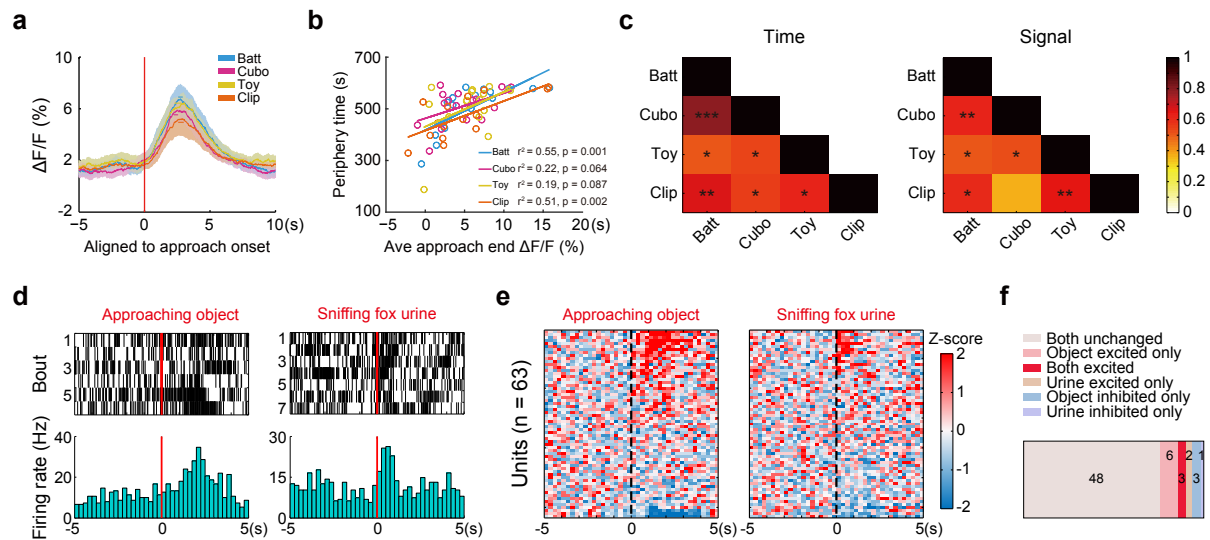 a
ΔF/F (%)
10
6
2
−2
−5
0
5
10(s)
Aligned to approach onset
Batt
Cubo
Toy
Clip
b
Periphery time (s)
700
500
300
100
−5
0
5
10
15
20 (s)
Ave approach end ΔF/F (%)
Batt r² = 0.55, p = 0.001
Cubo r² = 0.22, p = 0.064
Toy r² = 0.19, p = 0.087
Clip r² = 0.51, p = 0.002
c
Time
Batt
Cubo
Toy
Clip
***
* *
** * *
Batt Cubo Toy Clip
Signal
Batt
Cubo
Toy
Clip
**
* *
* **
Batt Cubo Toy Clip
1
0.8
0.6
0.4
0.2
0
d
Approaching object
Sniffing fox urine
Bout
1
3
5
1
3
5
7
Firing rate (Hz)
40
20
0
-5 0 5(s)
30
15
0
-5 0 5(s)
e
Approaching object
Sniffing fox urine
Units (n = 63)
-5 0 5(s)
-5 0 5(s)
Z-score
2
1
0
-1
-2
f
Both unchanged
Object excited only
Both excited
Urine excited only
Object inhibited only
Urine inhibited only
6 2 1
48 3 3